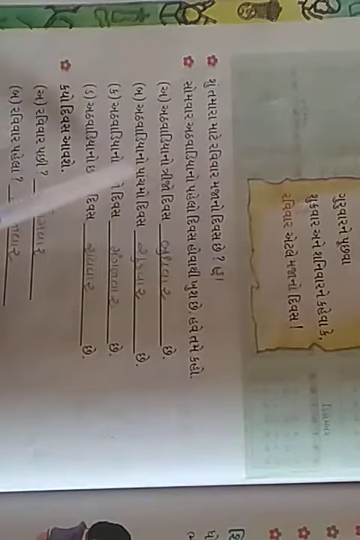 ગુરુવારને પૂછવા
શુક્રવાર અને શનિવારને કહેવા કે,
રવિવાર એટલે મજાનો દિવસ !
શું તમારા માટે રવિવાર મજાનો દિવસ છે ? હા
સોમવાર અઠવાડિયાનો પહેલો દિવસ હોવાથી ખુશ છે. હવે તમે કહો.
(અ) અઠવાડિયાનો ત્રીજો દિવસ બુધવાર છે.
(બ) અઠવાડિયાનો પાંચમો દિવસ શુક્રવાર છે.
(ક) અઠવાડિયાનો દિવસ મંગળવાર છે.
(ડ) અઠવાડિયાનો દિવસ છે.
કયો દિવસ આવશે.
(અ) રવિવાર પછી ?
(બ) રવિવાર પહેલા ?